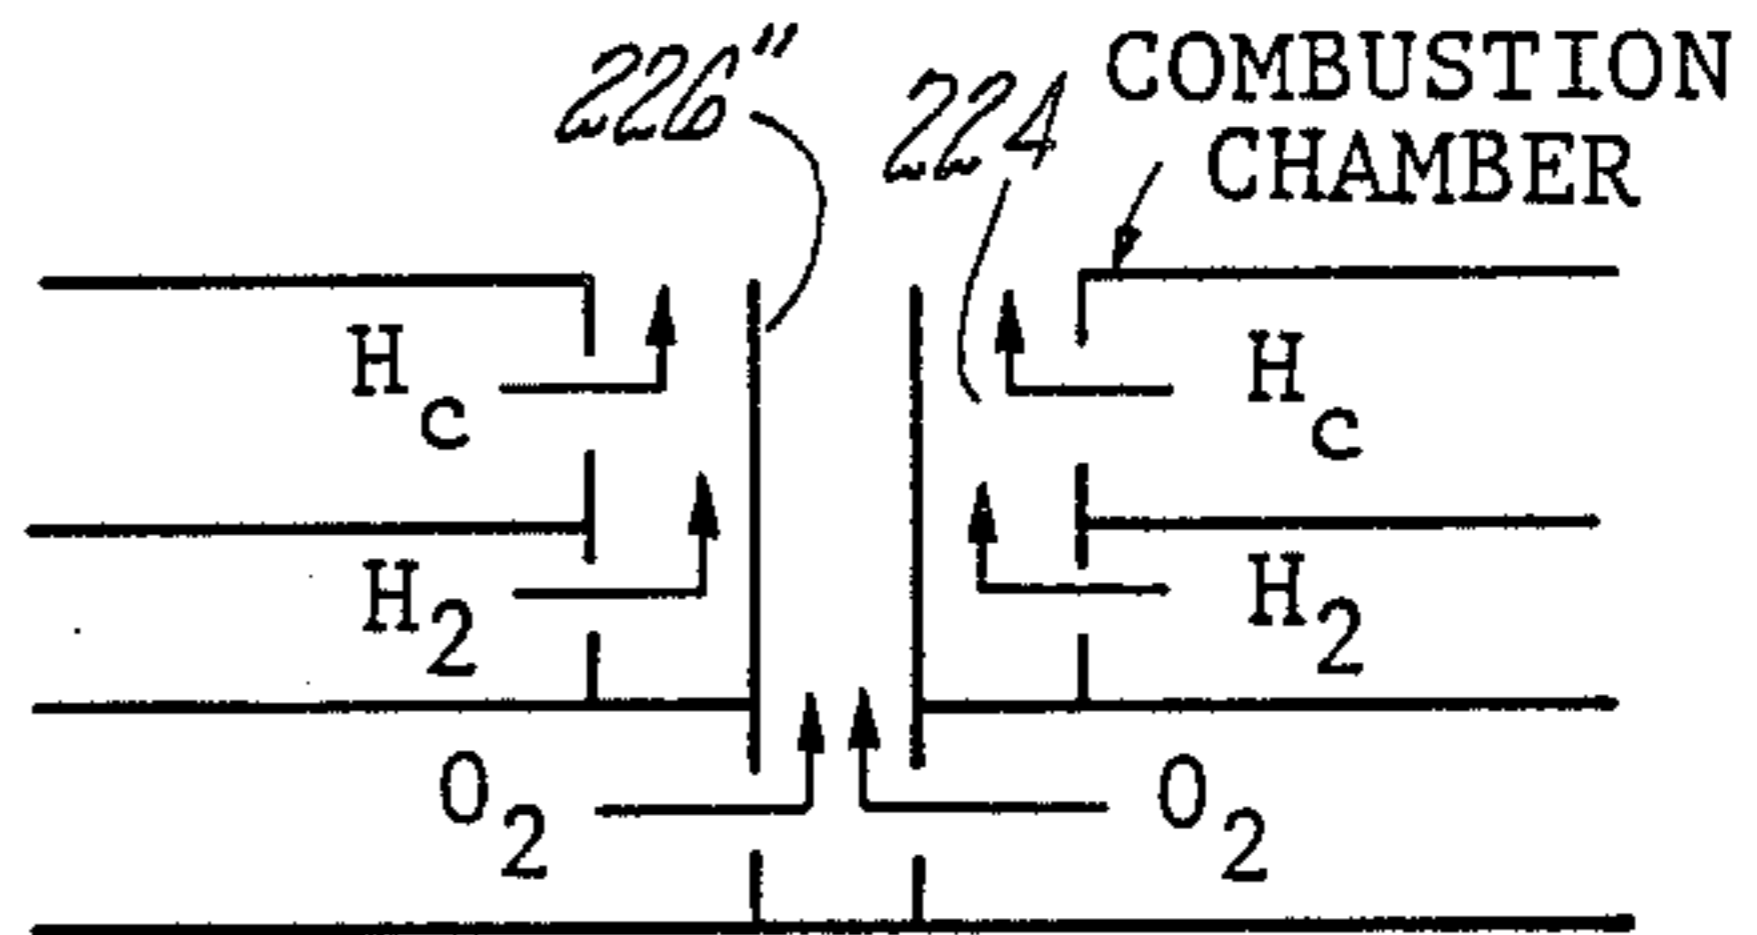 226" 224 COMBUSTION
CHAMBER
Hc Hc
H2 H2
O2 O2